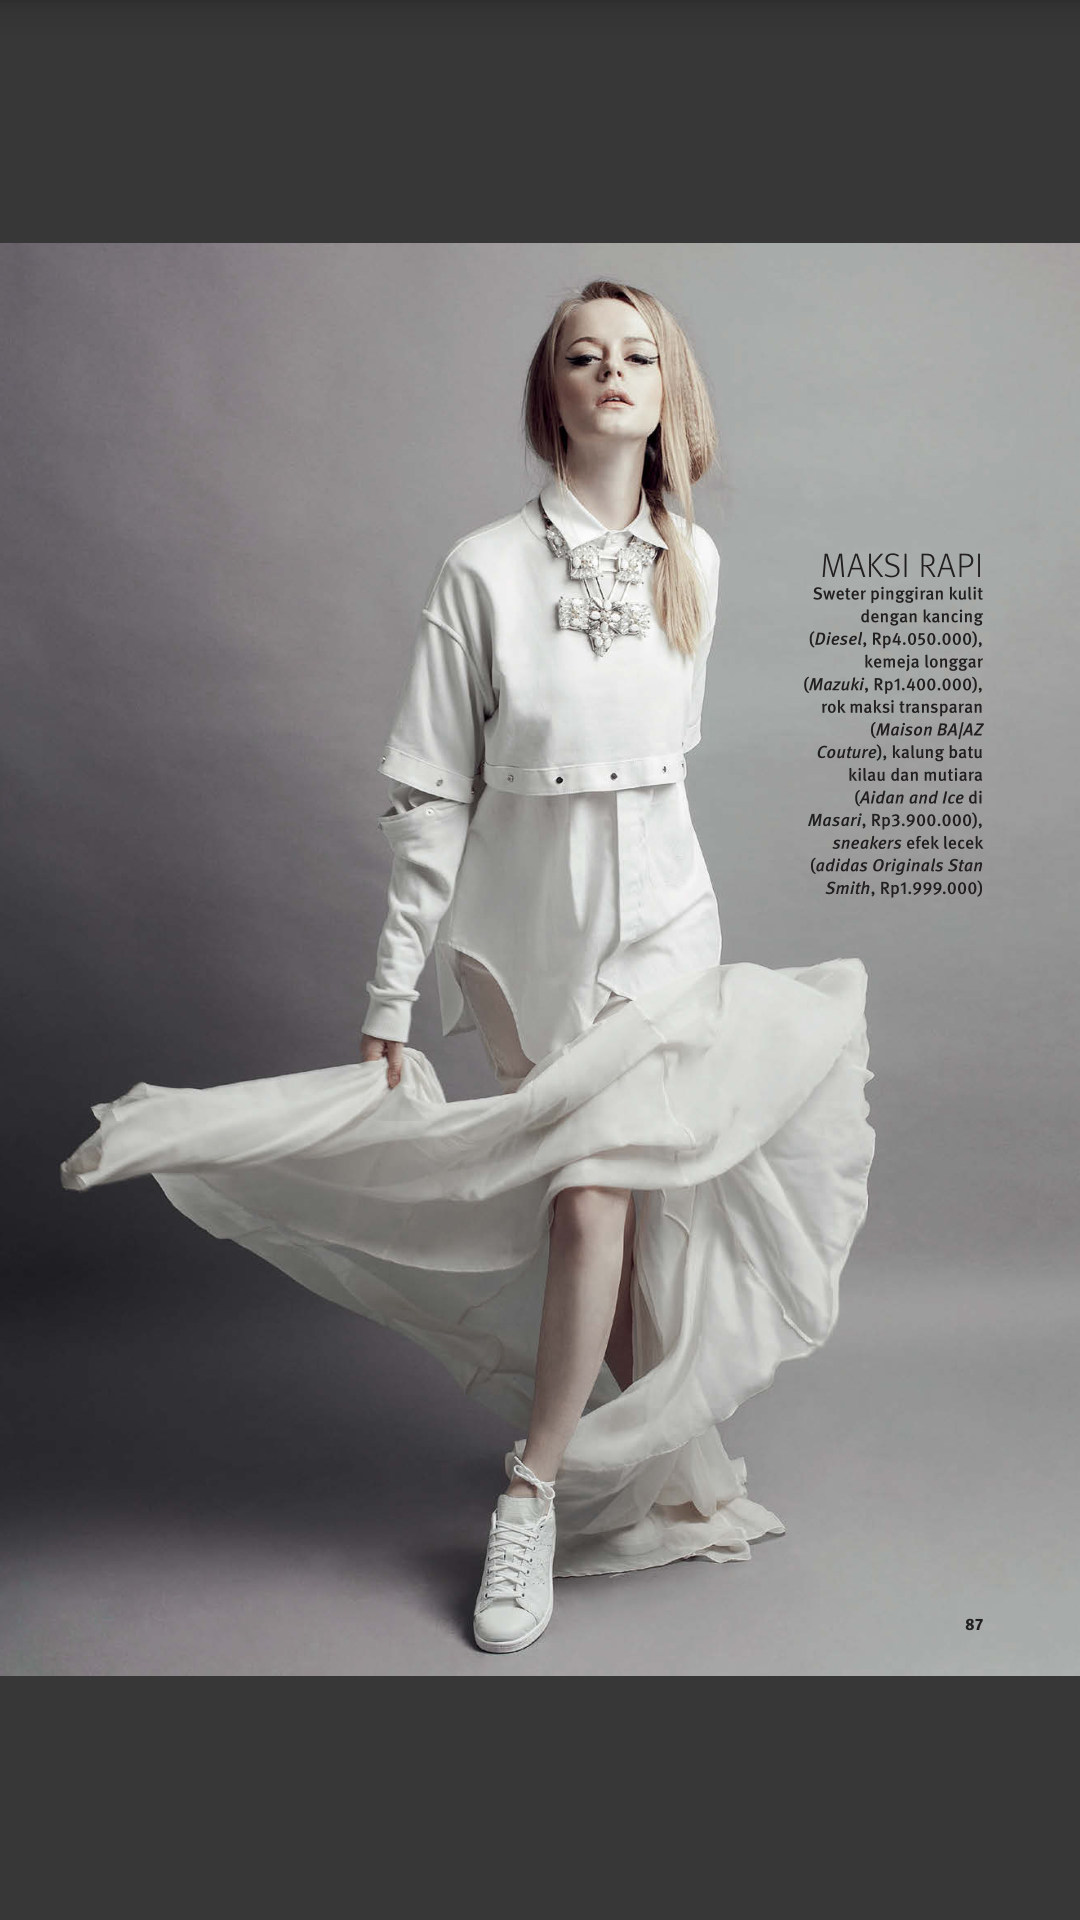 MAKSI RAPI
Sweter pinggiran kulit
dengan kancing
(Diesel, Rp4.050.000),
kemeja longgar
(Mazuki, Rp1.400.000),
rok maksi transparan
(Maison BA|AZ
Couture), kalung batu
kilau dan mutiara
(Aidan and Ice di
Masari, Rp3.900.000),
sneakers efek lecek
(adidas Originals Stan
Smith, Rp1.999.000)
87